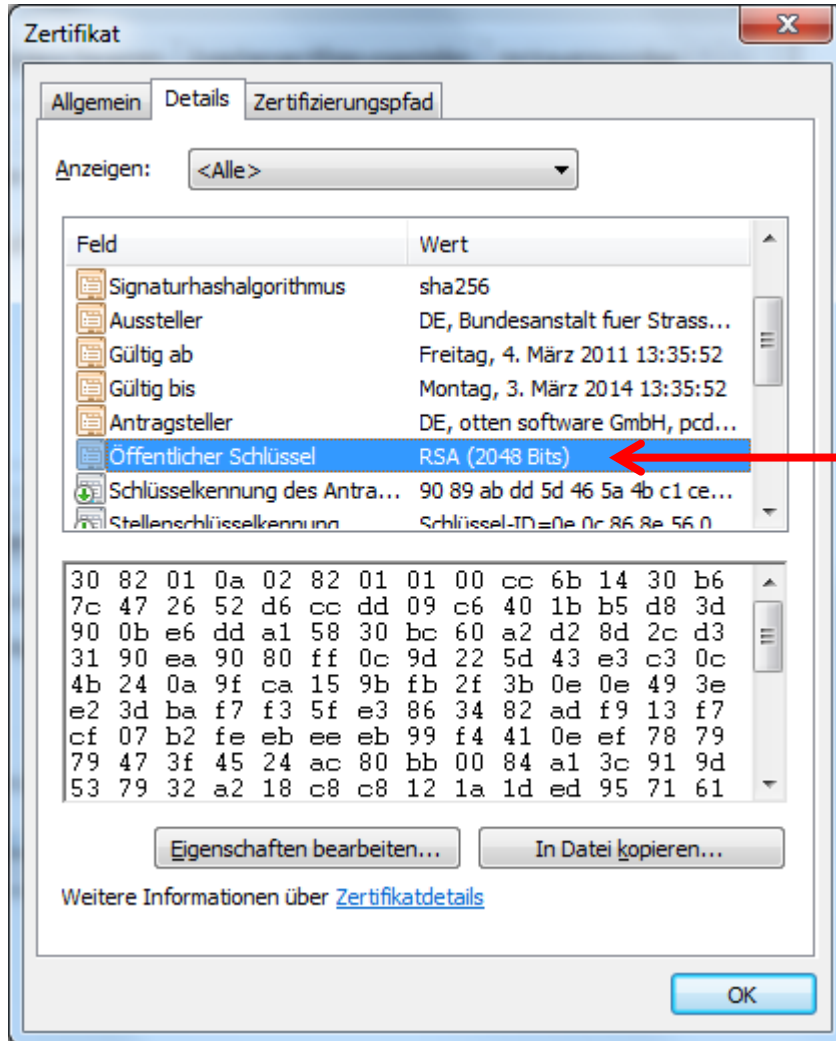 Zertifikat
Allgemein Details Zertifizierungspfad
Anzeigen: <Alle>
Feld Wert
Signaturhashalgorithmus sha256
Aussteller DE, Bundesanstalt fuer Strass...
Gültig ab Freitag, 4. März 2011 13:35:52
Gültig bis Montag, 3. März 2014 13:35:52
Antragsteller DE, otten software GmbH, pcd...
Öffentlicher Schlüssel RSA (2048 Bits)
Schlüsselkennung des Antra... 90 89 ab dd 5d 46 5a 4b c1 ce...
Stellenschlüsselkennung Schlüssel-ID=0e 0c 86 8e 56 0
30 82 01 0a 02 82 01 01 00 cc 6b 14 30 b6
7c 47 26 52 d6 cc dd 09 c6 40 1b b5 d8 3d
90 0b e6 dd a1 58 30 bc 60 a2 d2 8d 2c d3
31 90 ea 90 80 ff 0c 9d 22 5d 43 e3 c3 0c
4b 24 0a 9f ca 15 9b fb 2f 3b 0e 0e 49 3e
e2 3d ba f7 f3 5f e3 86 34 82 ad f9 13 f7
cf 07 b2 fe eb ee eb 99 f4 41 0e ef 78 79
79 47 3f 45 24 ac 80 bb 00 84 a1 3c 91 9d
53 79 32 a2 18 c8 c8 12 1a 1d ed 95 71 61
Eigenschaften bearbeiten... In Datei kopieren...
Weitere Informationen über Zertifikatdetails
OK